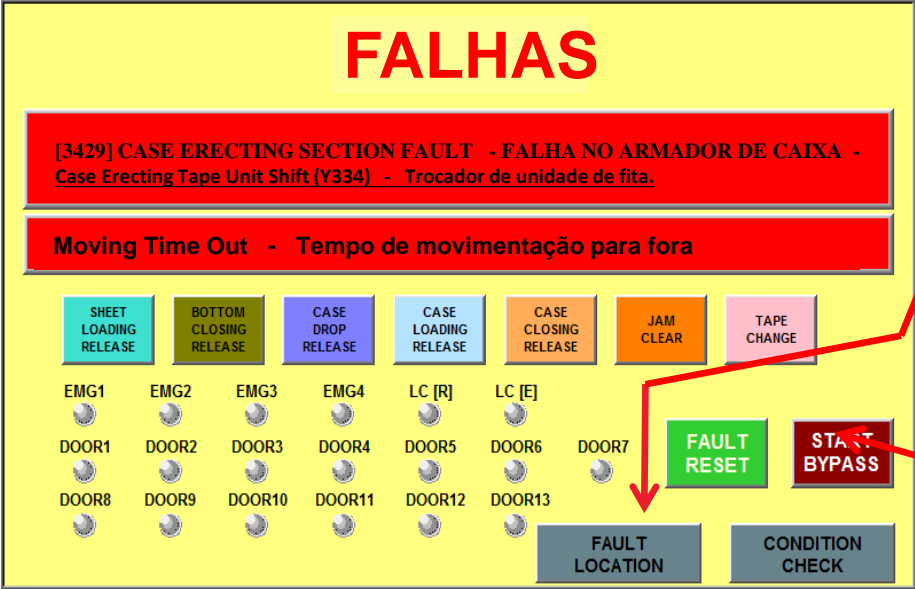 FALHAS
[3429] CASE ERECTING SECTION FAULT - FALHA NO ARMADOR DE CAIXA -
Case Erecting Tape Unit Shift (Y334) - Trocador de unidade de fita.
Moving Time Out - Tempo de movimentação para fora
SHEET
LOADING
RELEASE
BOTTOM
CLOSING
RELEASE
CASE
DROP
RELEASE
CASE
LOADING
RELEASE
CASE
CLOSING
RELEASE
JAM
CLEAR
TAPE
CHANGE
EMG1 EMG2 EMG3 EMG4 LC [R] LC [E]
DOOR1 DOOR2 DOOR3 DOOR4 DOOR5 DOOR6 DOOR7
DOOR8 DOOR9 DOOR10 DOOR11 DOOR12 DOOR13
FAULT
RESET
START
BYPASS
FAULT
LOCATION
CONDITION
CHECK